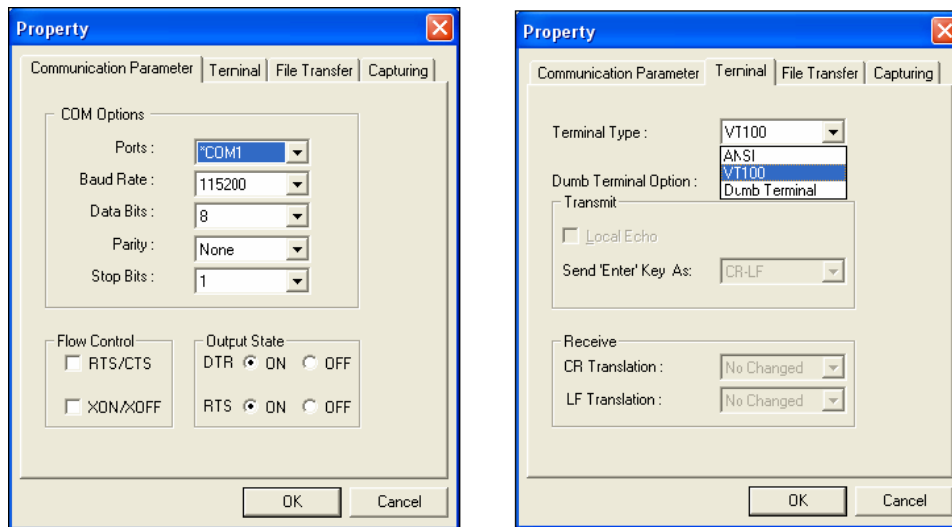 Property
Communication Parameter Terminal File Transfer Capturing
COM Options
Ports : *COM1
Baud Rate : 115200
Data Bits : 8
Parity : None
Stop Bits : 1
Flow Control
RTS/CTS
XON/XOFF
Output State
DTR ON OFF
RTS ON OFF
OK Cancel
Property
Communication Parameter Terminal File Transfer Capturing
Terminal Type : VT100
ANSI
VT100
Dumb Terminal
Dumb Terminal Option :
Transmit
Local Echo
Send 'Enter' Key As: CR-LF
Receive
CR Translation : No Changed
LF Translation : No Changed
OK Cancel